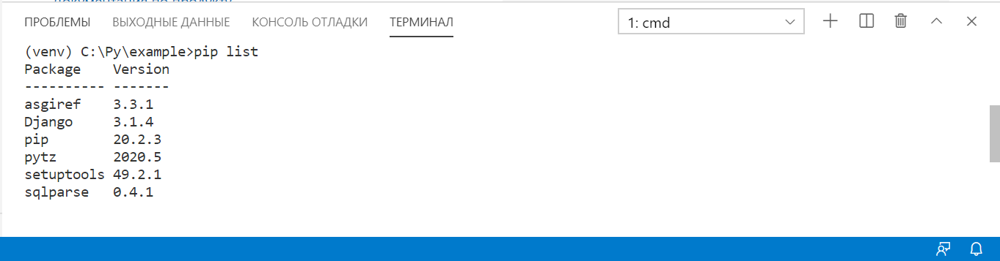 ПРОБЛЕМЫ ВЫХОДНЫЕ ДАННЫЕ КОНСОЛЬ ОТЛАДКИ ТЕРМИНАЛ 1: cmd
(venv) C:\Py\example>pip list
Package    Version
---------- -------
asgiref    3.3.1
Django     3.1.4
pip        20.2.3
pytz       2020.5
setuptools 49.2.1
sqlparse   0.4.1